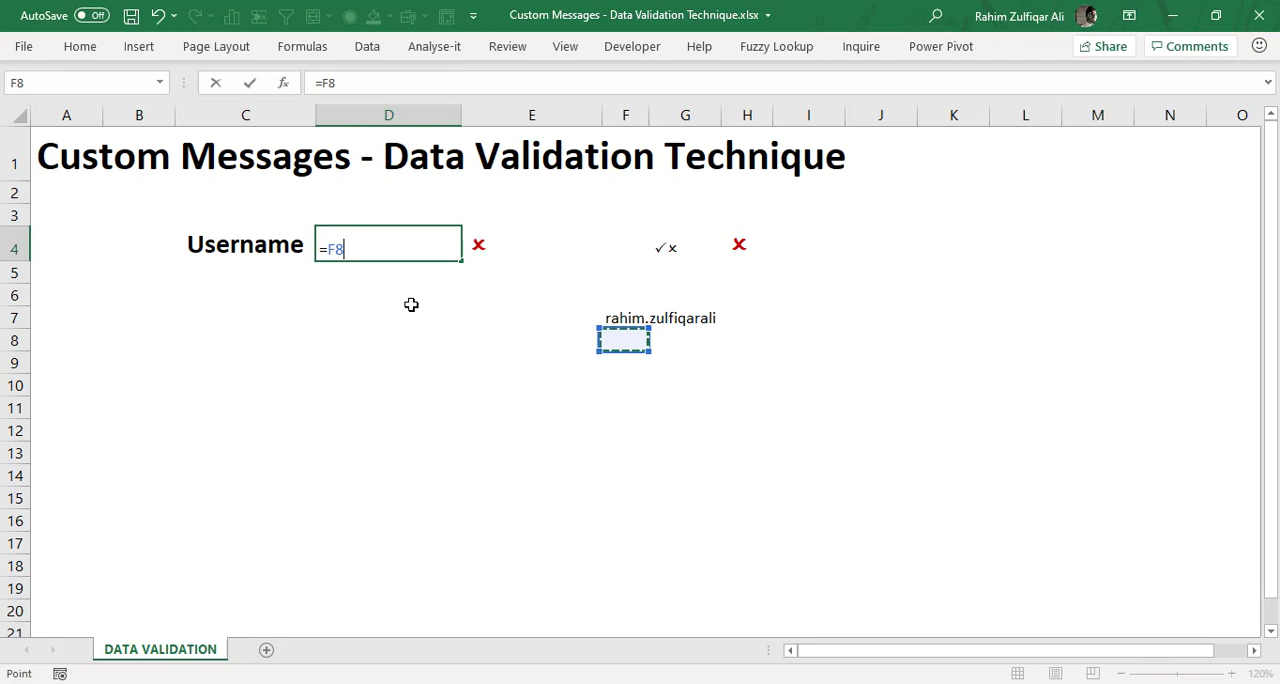 AutoSave Off Custom Messages - Data Validation Technique.xlsx Rahim Zulfiqar Ali
File Home Insert Page Layout Formulas Data Analyse-it Review View Developer Help Fuzzy Lookup Inquire Power Pivot Share Comments
F8 fx =F8
A B C D E F G H I J K L M N O
1 Custom Messages - Data Validation Technique
2
3
4 Username =F8 ✘ ✓✗ ✘
5
6
7 rahim.zulfiqarali
8
9
10
11
12
13
14
15
16
17
18
19
20
21
DATA VALIDATION
Point 120%